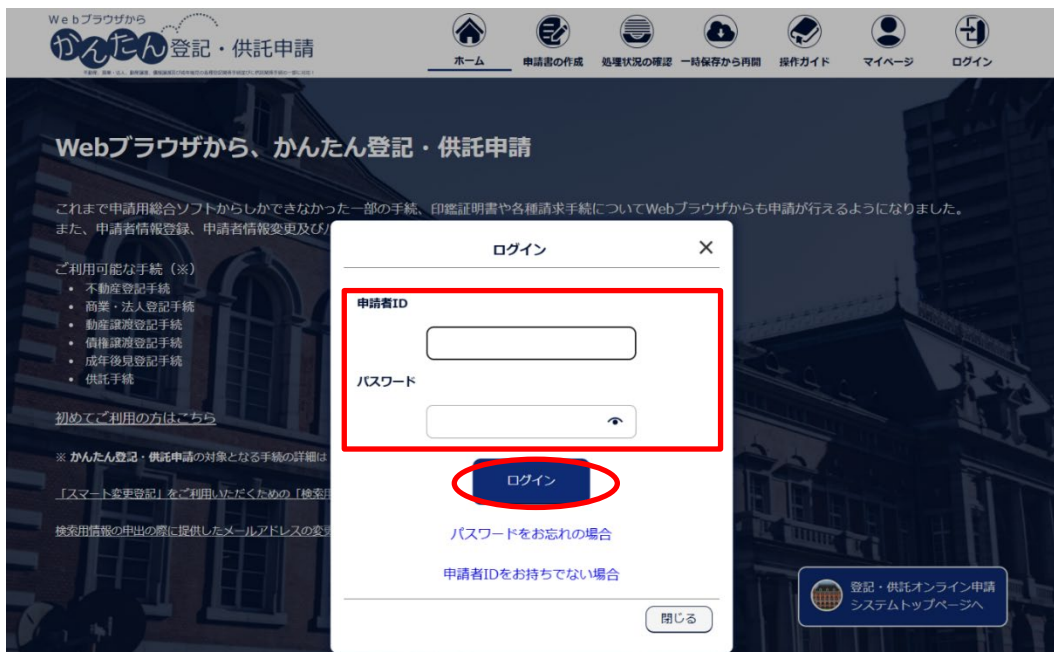 Webブラウザから
かんたん登記・供託申請
ホーム
申請書の作成
処理状況の確認
一時保存から再開
操作ガイド
マイページ
ログイン
Webブラウザから、かんたん登記・供託申請
これまで申請用総合ソフトからしかできなかった一部の手続、印鑑証明書や各種請求手続についてWebブラウザからも申請が行えるようになりました。
また、申請者情報登録、申請者情報変更及び
ご利用可能な手続（※）
• 不動産登記手続
• 商業・法人登記手続
• 動産譲渡登記手続
• 債権譲渡登記手続
• 成年後見登記手続
• 供託手続
初めてご利用の方はこちら
※ かんたん登記・供託申請の対象となる手続の詳細は
「スマート変更登記」をご利用いただくための「検索用
検索用情報の申出の際に提供したメールアドレスの変更
ログイン
×
申請者ID
パスワード
ログイン
パスワードをお忘れの場合
申請者IDをお持ちでない場合
閉じる
登記・供託オンライン申請
システムトップページへ